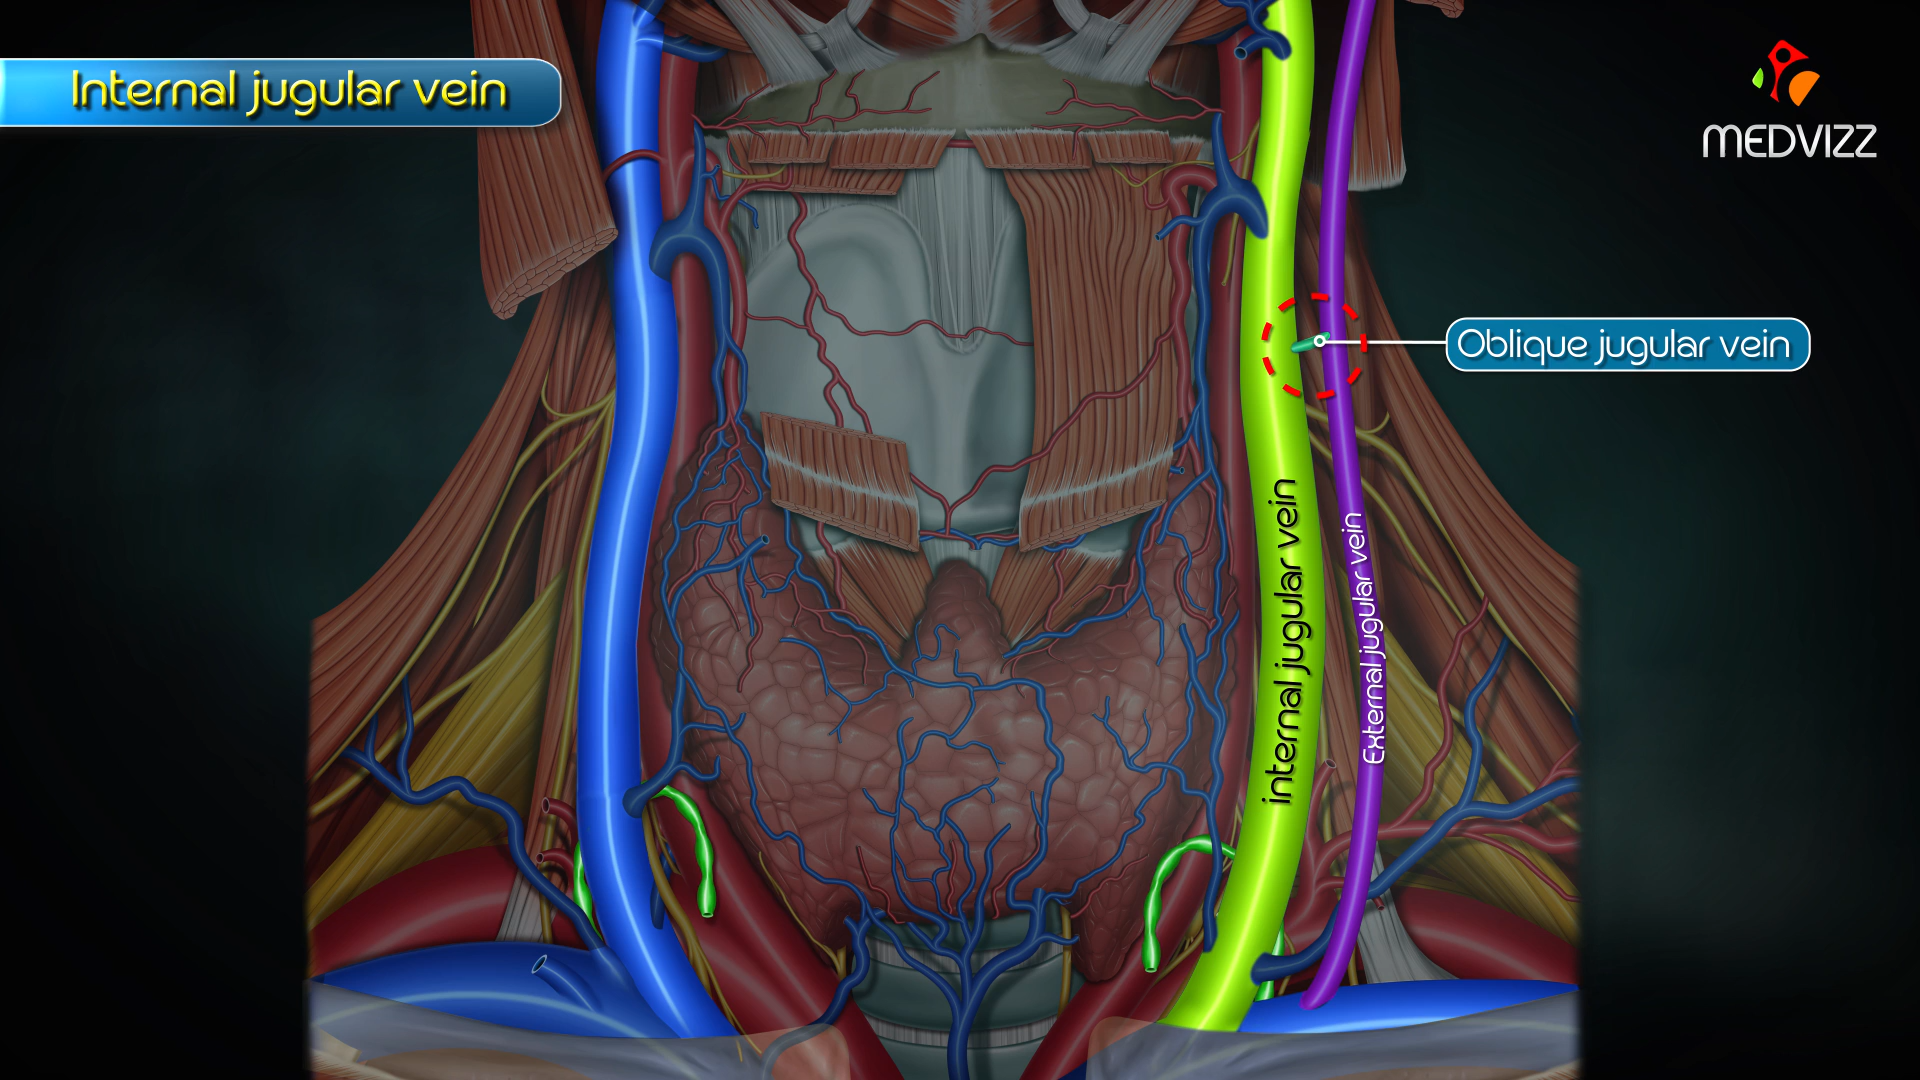 Internal jugular vein
MEDVIZZ
Oblique jugular vein
internal jugular vein
External jugular vein